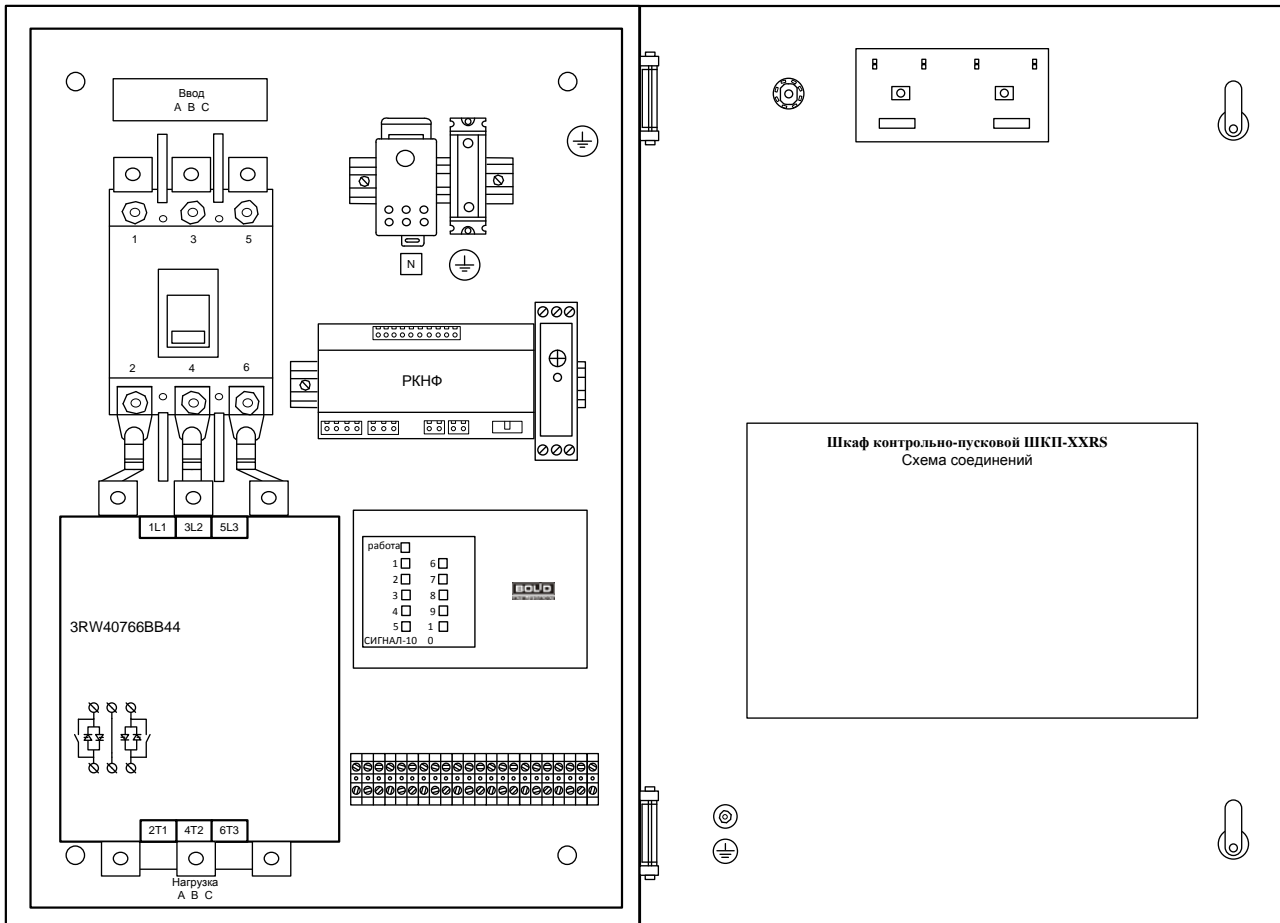 Ввод
A B C
1 3 5
2 4 6
N
РКНФ
1L1 3L2 5L3
3RW40766BB44
2T1 4T2 6T3
Нагрузка
A B C
работа
1 6
2 7
3 8
4 9
5 1
СИГНАЛ-10 0
Шкаф контрольно-пусковой ШКП-XXRS
Схема соединений